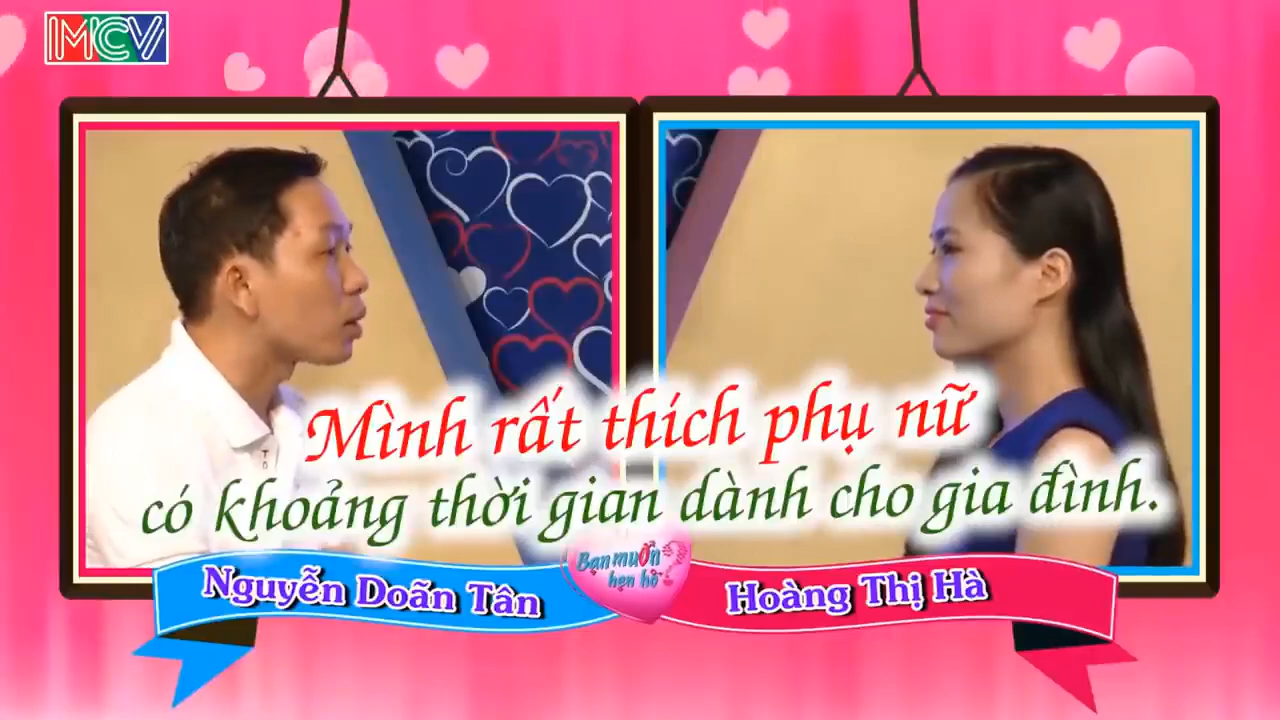 MCV
Mình rất thích phụ nữ
có khoảng thời gian dành cho gia đình.
Bạn muốn
hẹn hò
Nguyễn Doãn Tân
Hoàng Thị Hà